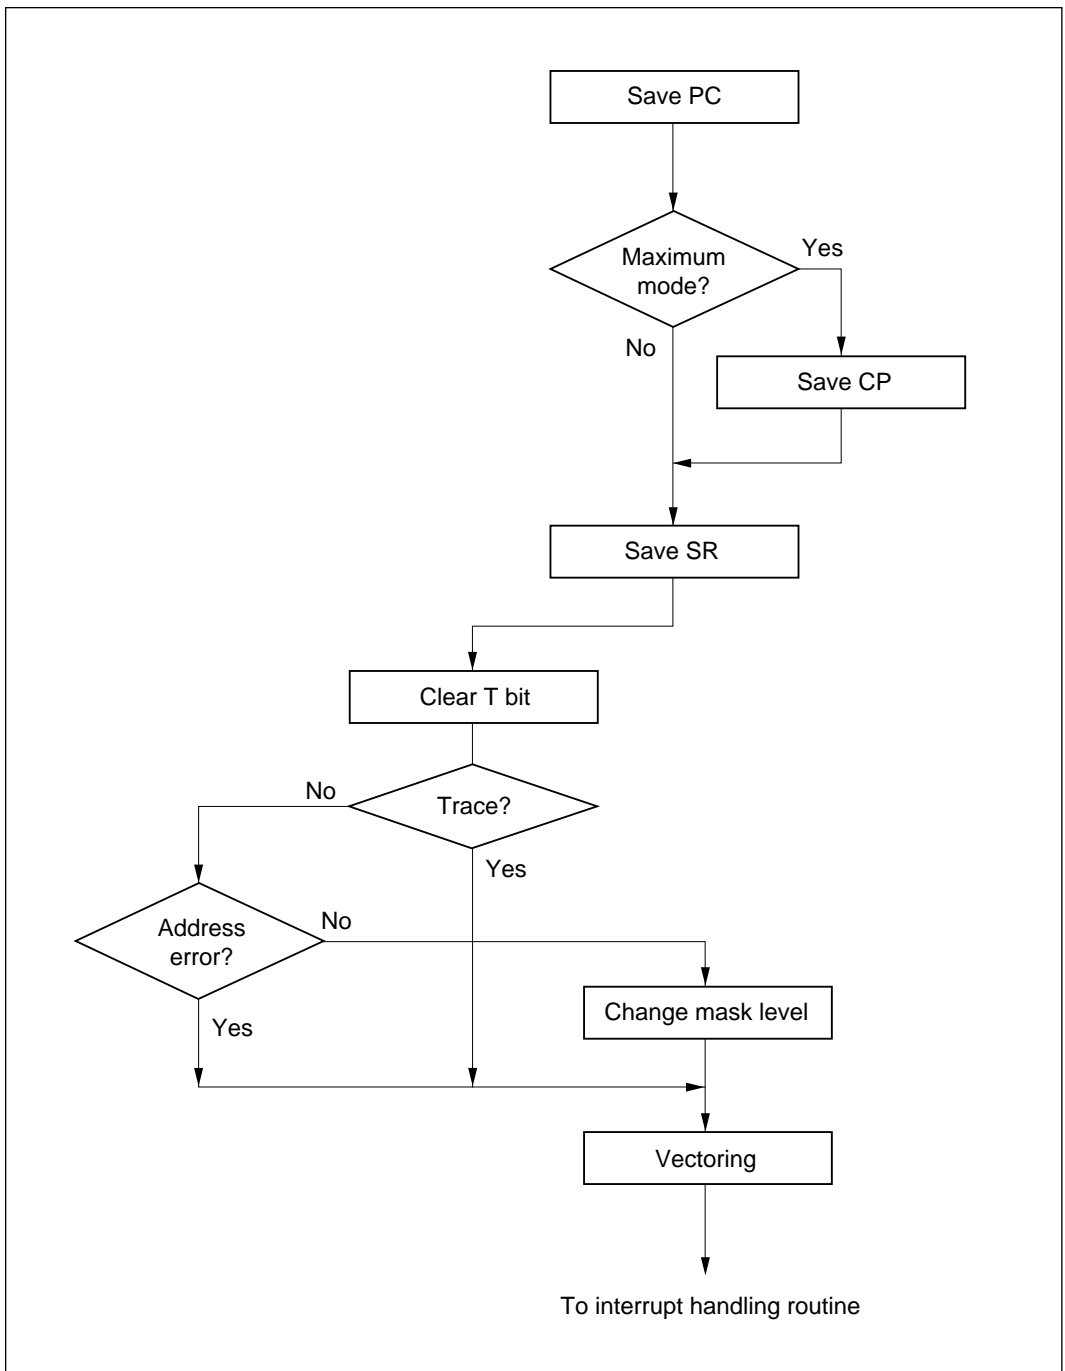 Save PC
Maximum
mode?
Yes
No
Save CP
Save SR
Clear T bit
Trace?
No
Yes
Address
error?
No
Yes
Change mask level
Vectoring
To interrupt handling routine